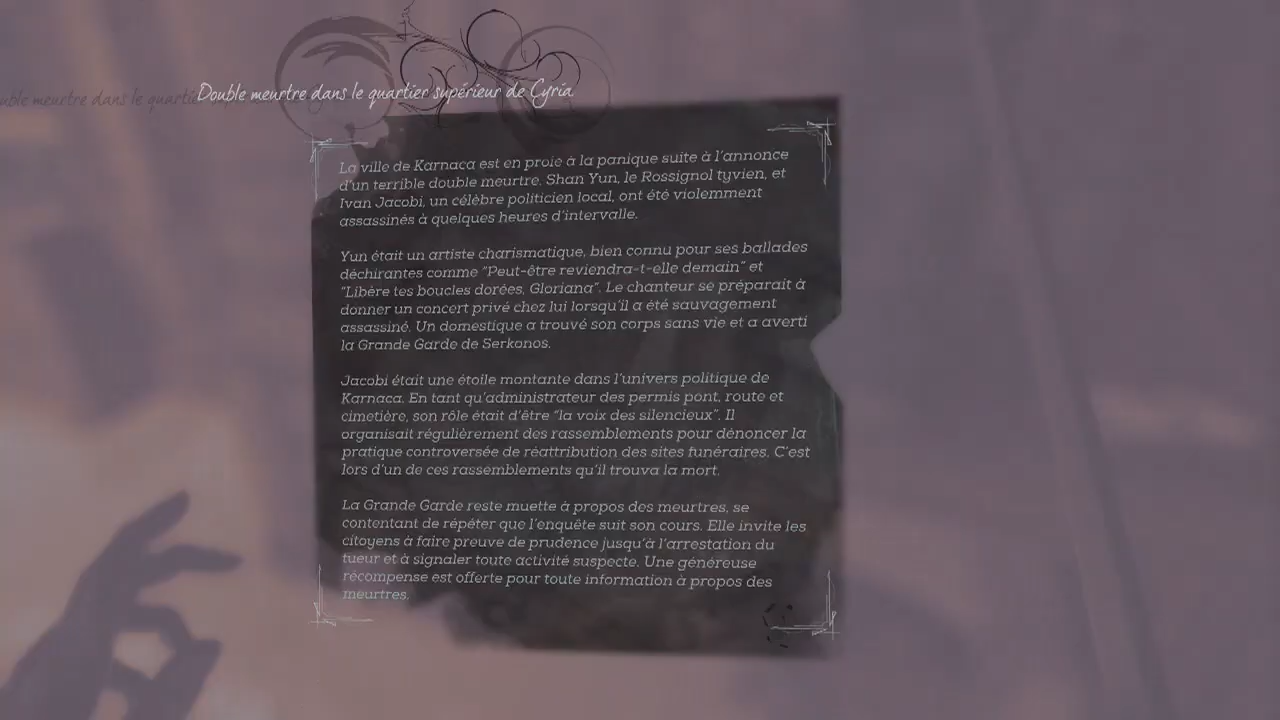 Double meurtre dans le quartier supérieur de Cyria
La ville de Karnaca est en proie à la panique suite à l'annonce
d'un terrible double meurtre. Shan Yun, le Rossignol tyvien, et
Ivan Jacobi, un célèbre politicien local, ont été violemment
assassinés à quelques heures d'intervalle.
Yun était un artiste charismatique, bien connu pour ses ballades
déchirantes comme "Peut-être reviendra-t-elle demain" et
"Libère tes boucles dorées, Gloriana". Le chanteur se préparait à
donner un concert privé chez lui lorsqu'il a été sauvagement
assassiné. Un domestique a trouvé son corps sans vie et a averti
la Grande Garde de Serkonos.
Jacobi était une étoile montante dans l'univers politique de
Karnaca. En tant qu'administrateur des permis pont, route et
cimetière, son rôle était d'être "la voix des silencieux". Il
organisait régulièrement des rassemblements pour dénoncer la
pratique controversée de réattribution des sites funéraires. C'est
lors d'un de ces rassemblements qu'il trouva la mort.
La Grande Garde reste muette à propos des meurtres, se
contentant de répéter que l'enquête suit son cours. Elle invite les
citoyens à faire preuve de prudence jusqu'à l'arrestation du
tueur et à signaler toute activité suspecte. Une généreuse
récompense est offerte pour toute information à propos des
meurtres.